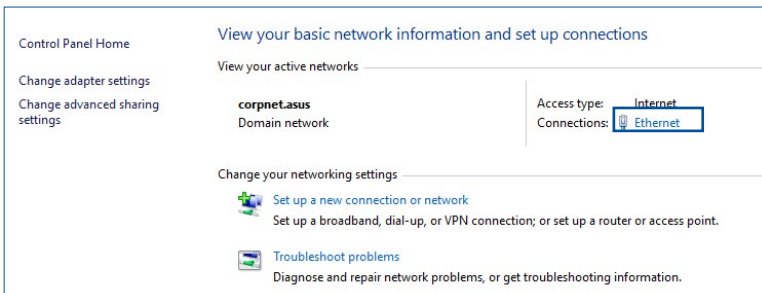 Control Panel Home
Change adapter settings
Change advanced sharing
settings
View your basic network information and set up connections
View your active networks
corpnet.asus
Domain network
Access type: Internet
Connections: Ethernet
Change your networking settings
Set up a new connection or network
Set up a broadband, dial-up, or VPN connection; or set up a router or access point.
Troubleshoot problems
Diagnose and repair network problems, or get troubleshooting information.